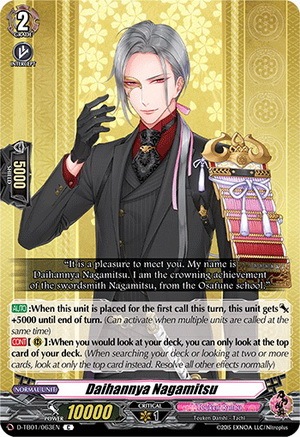 2
GRADE
INTERCEPT
5000
SHIELD
"It is a pleasure to meet you. My name is
Daihannya Nagamitsu. I am the crowning achievement
of the swordsmith Nagamitsu, from the Osafune school."
AUTO :When this unit is placed for the first call this turn, this unit gets
+5000 until end of turn. (Can activate when multiple units are called at the
same time)
CONT [ ]:When you would look at your deck, you can only look at the top
card of your deck. (When searching your deck or looking at two or more
cards, look at only the top card instead. Resolve all other effects normally)
NORMAL UNIT
Daihannya Nagamitsu
POWER 10000 CRITICAL 1
Touken Danshi - Tachi
D-TB01/063EN C ©2015 EXNOA LLC/Nitroplus